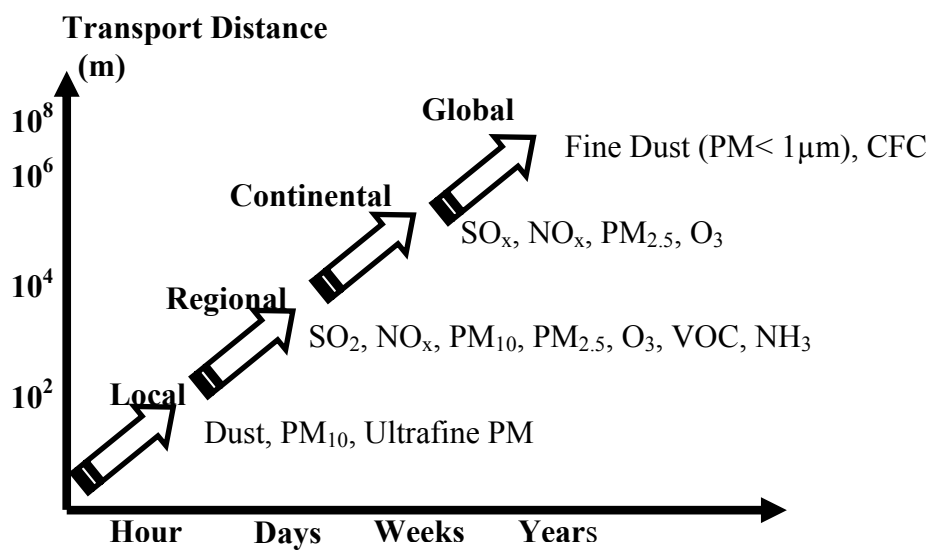 Transport Distance
(m)
10⁸
Global
Fine Dust (PM< 1µm), CFC
10⁶
Continental
SOₓ, NOₓ, PM₂.₅, O₃
10⁴
Regional
SO₂, NOₓ, PM₁₀, PM₂.₅, O₃, VOC, NH₃
10²
Local
Dust, PM₁₀, Ultrafine PM
Hour Days Weeks Years